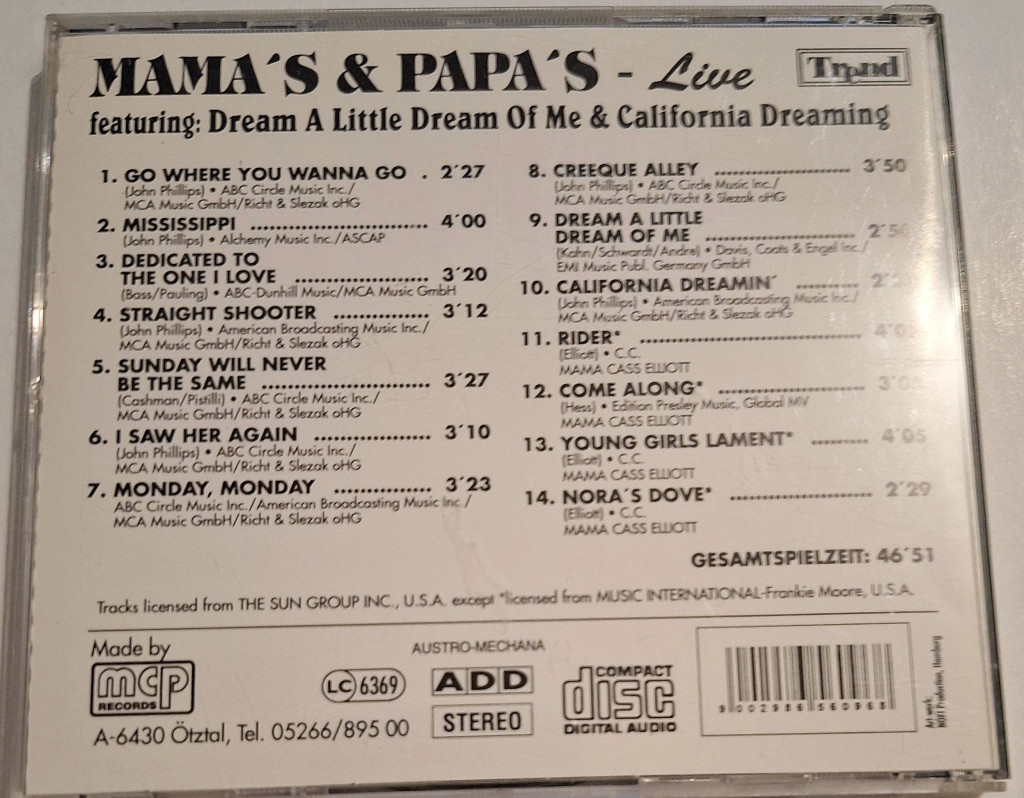 MAMA´S & PAPA´S - Live
Trend
featuring: Dream A Little Dream Of Me & California Dreaming
1. GO WHERE YOU WANNA GO . 2´27
(John Phillips) • ABC Circle Music Inc./
MCA Music GmbH/Richt & Slezak oHG
2. MISSISSIPPI ............................ 4´00
(John Phillips) • Alchemy Music Inc./ASCAP
3. DEDICATED TO
THE ONE I LOVE ..................... 3´20
(Bass/Pauling) • ABC-Dunhill Music/MCA Music GmbH
4. STRAIGHT SHOOTER ............... 3´12
(John Phillips) • American Broadcasting Music Inc./
MCA Music GmbH/Richt & Slezak oHG
5. SUNDAY WILL NEVER
BE THE SAME .......................... 3´27
(Cashman/Pistilli) • ABC Circle Music Inc./
MCA Music GmbH/Richt & Slezak oHG
6. I SAW HER AGAIN .................. 3´10
(John Phillips) • ABC Circle Music Inc./
MCA Music GmbH/Richt & Slezak oHG
7. MONDAY, MONDAY ............... 3´23
ABC Circle Music Inc./American Broadcasting Music Inc./
MCA Music GmbH/Richt & Slezak oHG
8. CREEQUE ALLEY ..................... 3´50
(John Phillips) • ABC Circle Music Inc./
MCA Music GmbH/Richt & Slezak oHG
9. DREAM A LITTLE
DREAM OF ME ........................
(Kahn/Schwardt/Andre) • Davis, Coots & Engel Inc./
EMI Music Publ. Germany GmbH
10. CALIFORNIA DREAMIN´ ..........
(John Phillips) • American Broadcasting Music Inc./
MCA Music GmbH/Richt & Slezak oHG
11. RIDER* ...................................
(Elliott) • C.C.
MAMA CASS ELLIOTT
12. COME ALONG* .......................
(Hess) • Edition Presley Music, Global MV
MAMA CASS ELLIOTT
13. YOUNG GIRLS LAMENT* ......... 4´05
(Elliott) • C.C.
MAMA CASS ELLIOTT
14. NORA´S DOVE* ...................... 2´29
(Elliott) • C.C.
MAMA CASS ELLIOTT
GESAMTSPIELZEIT: 46´51
Tracks licensed from THE SUN GROUP INC., U.S.A. except *licensed from MUSIC INTERNATIONAL-Frankie Moore, U.S.A.
Made by
mcp
RECORDS
A-6430 Ötztal, Tel. 05266/895 00
AUSTRO-MECHANA
LC 6369
ADD
STEREO
COMPACT
disc
DIGITAL AUDIO
9 002986 560968
Art work:
Production, Hamburg